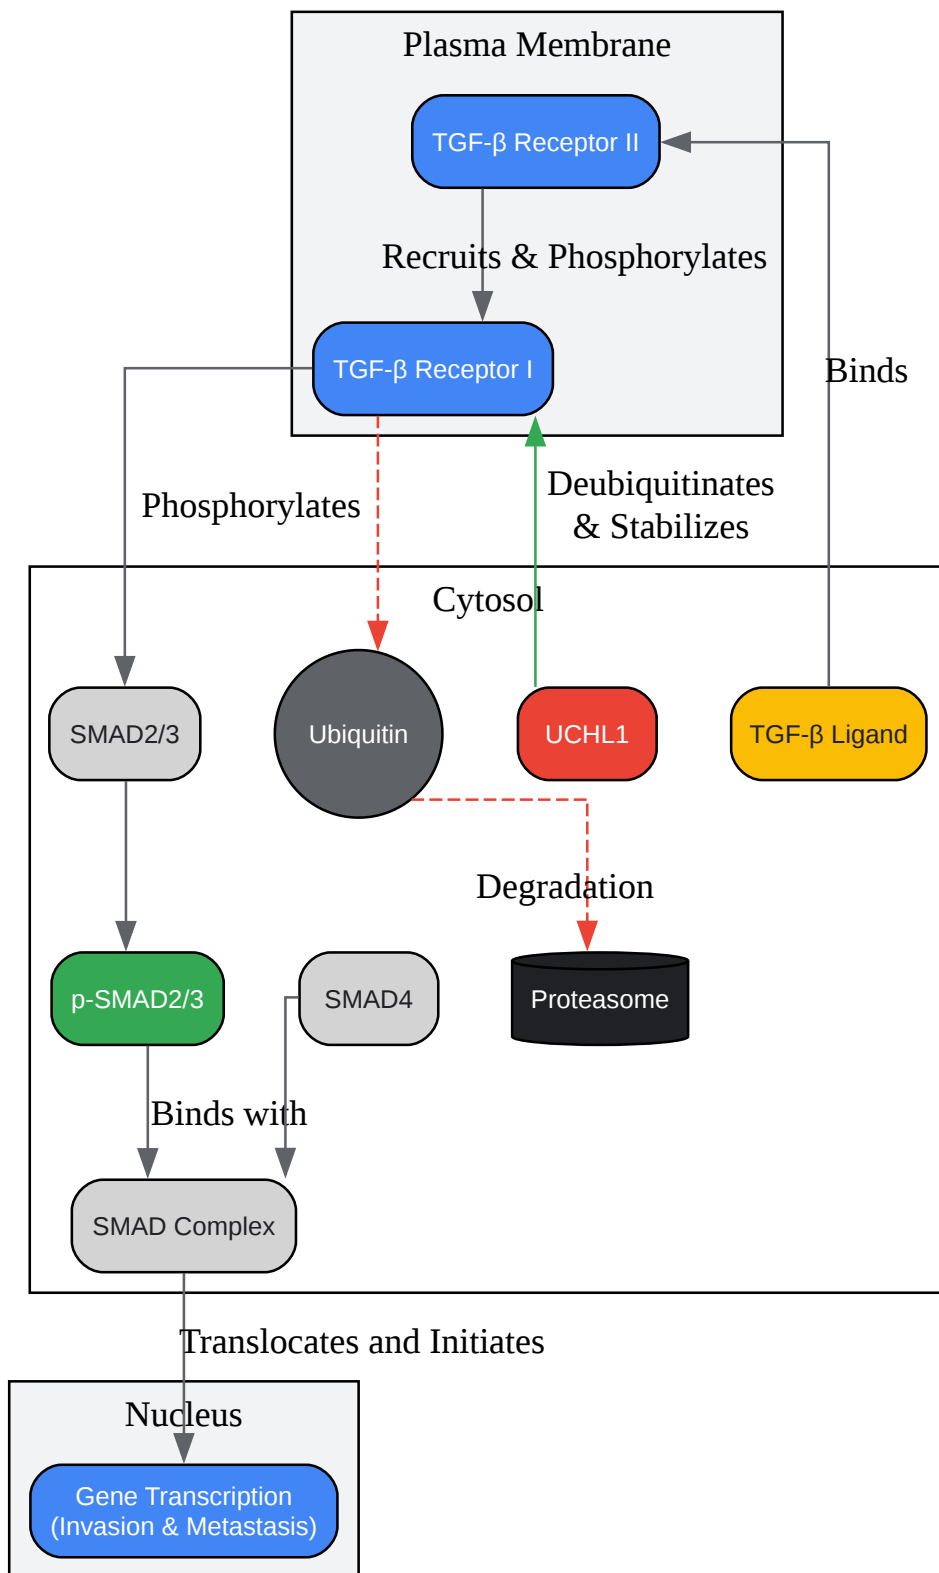 Plasma Membrane
TGF-β Receptor II
Recruits & Phosphorylates
TGF-β Receptor I
Binds
Phosphorylates
Deubiquitinates
& Stabilizes
Cytosol
SMAD2/3
Ubiquitin
UCHL1
TGF-β Ligand
Degradation
p-SMAD2/3
SMAD4
Proteasome
Binds with
SMAD Complex
Translocates and Initiates
Nucleus
Gene Transcription
(Invasion & Metastasis)